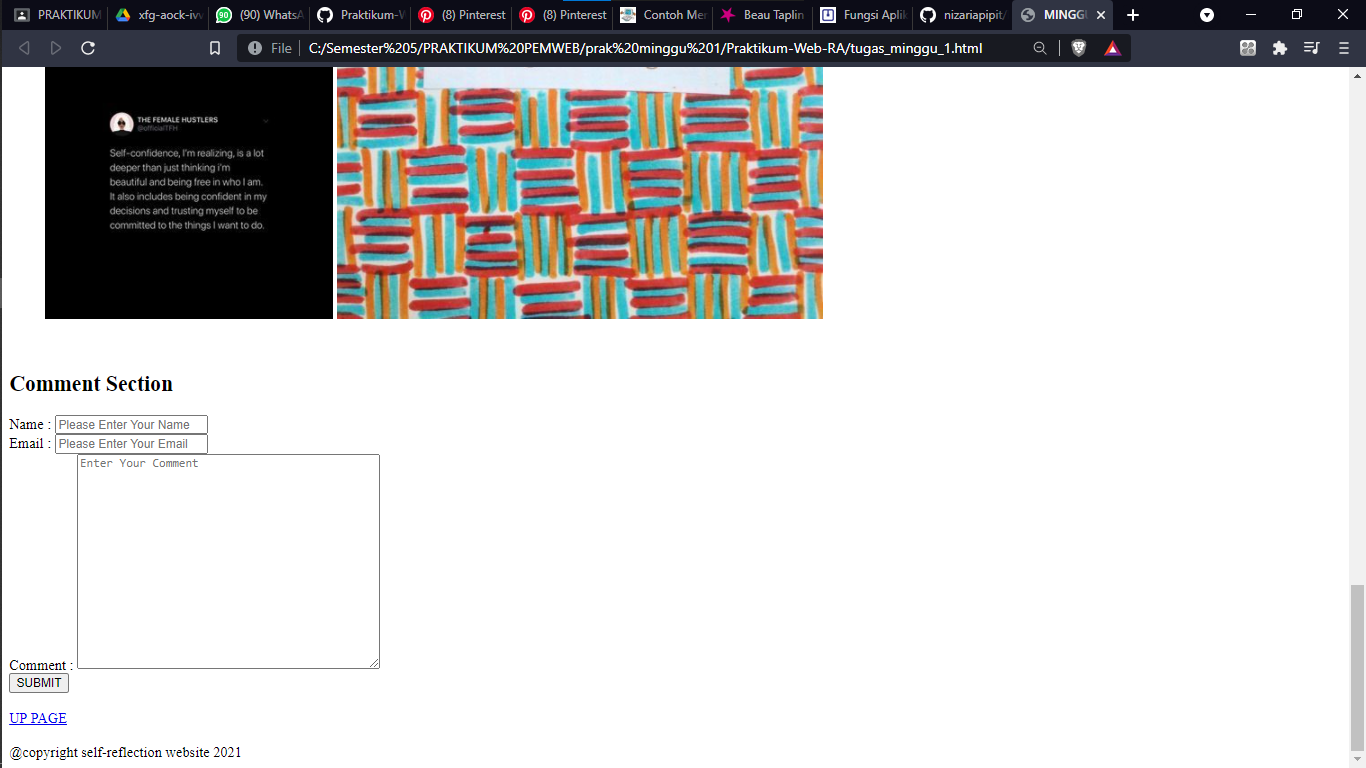 PRAKTIKUM
xfg-aock-ivv
(90) WhatsA
Praktikum-W
(8) Pinterest
(8) Pinterest
Contoh Mer
Beau Taplin
Fungsi Aplik
nizariapipit/
MINGGU
File
C:/Semester%205/PRAKTIKUM%20PEMWEB/prak%20minggu%201/Praktikum-Web-RA/tugas_minggu_1.html
THE FEMALE HUSTLERS
@officialTFH
Self-confidence, I'm realizing, is a lot
deeper than just thinking i'm
beautiful and being free in who I am.
It also includes being confident in my
decisions and trusting myself to be
committed to the things I want to do.
Comment Section
Name : Please Enter Your Name
Email : Please Enter Your Email
Enter Your Comment
Comment :
SUBMIT
UP PAGE
@copyright self-reflection website 2021